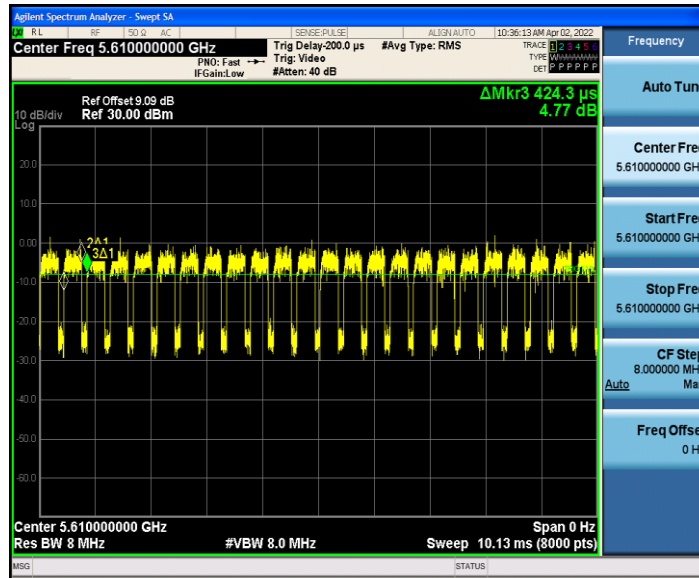 Agilent Spectrum Analyzer - Swept SA
RL RF 50 Ω AC SENSE:PULSE ALIGN AUTO 10:36:13 AM Apr 02, 2022
Center Freq 5.610000000 GHz
PNO: Fast
IFGain:Low
Trig Delay-200.0 µs
Trig: Video
#Atten: 40 dB
#Avg Type: RMS
TRACE 1 2 3 4 5 6
TYPE W
DET P P P P P P
Ref Offset 9.09 dB
10 dB/div Ref 30.00 dBm
Log
ΔMkr3 424.3 µs
4.77 dB
20.0
10.0
0.00
-10.0
-20.0
-30.0
-40.0
-50.0
-60.0
2Δ1
3Δ1
Center 5.610000000 GHz Span 0 Hz
Res BW 8 MHz #VBW 8.0 MHz Sweep 10.13 ms (8000 pts)
MSG STATUS
Frequency
Auto Tun
Center Fre
5.610000000 GH
Start Fre
5.610000000 GH
Stop Fre
5.610000000 GH
CF Ste
8.000000 MH
Auto Ma
Freq Offse
0 H